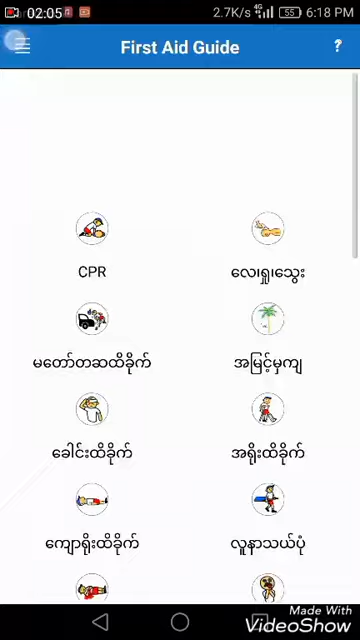 02:05 2.7K/s 4G 55 6:18 PM
First Aid Guide ?
CPR လေ၊ရှူ၊သွေး
မတော်တဆထိခိုက် အမြင့်မှကျ
ခေါင်းထိခိုက် အရိုးထိခိုက်
ကျောရိုးထိခိုက် လူနာသယ်ပုံ
Made With
VideoShow